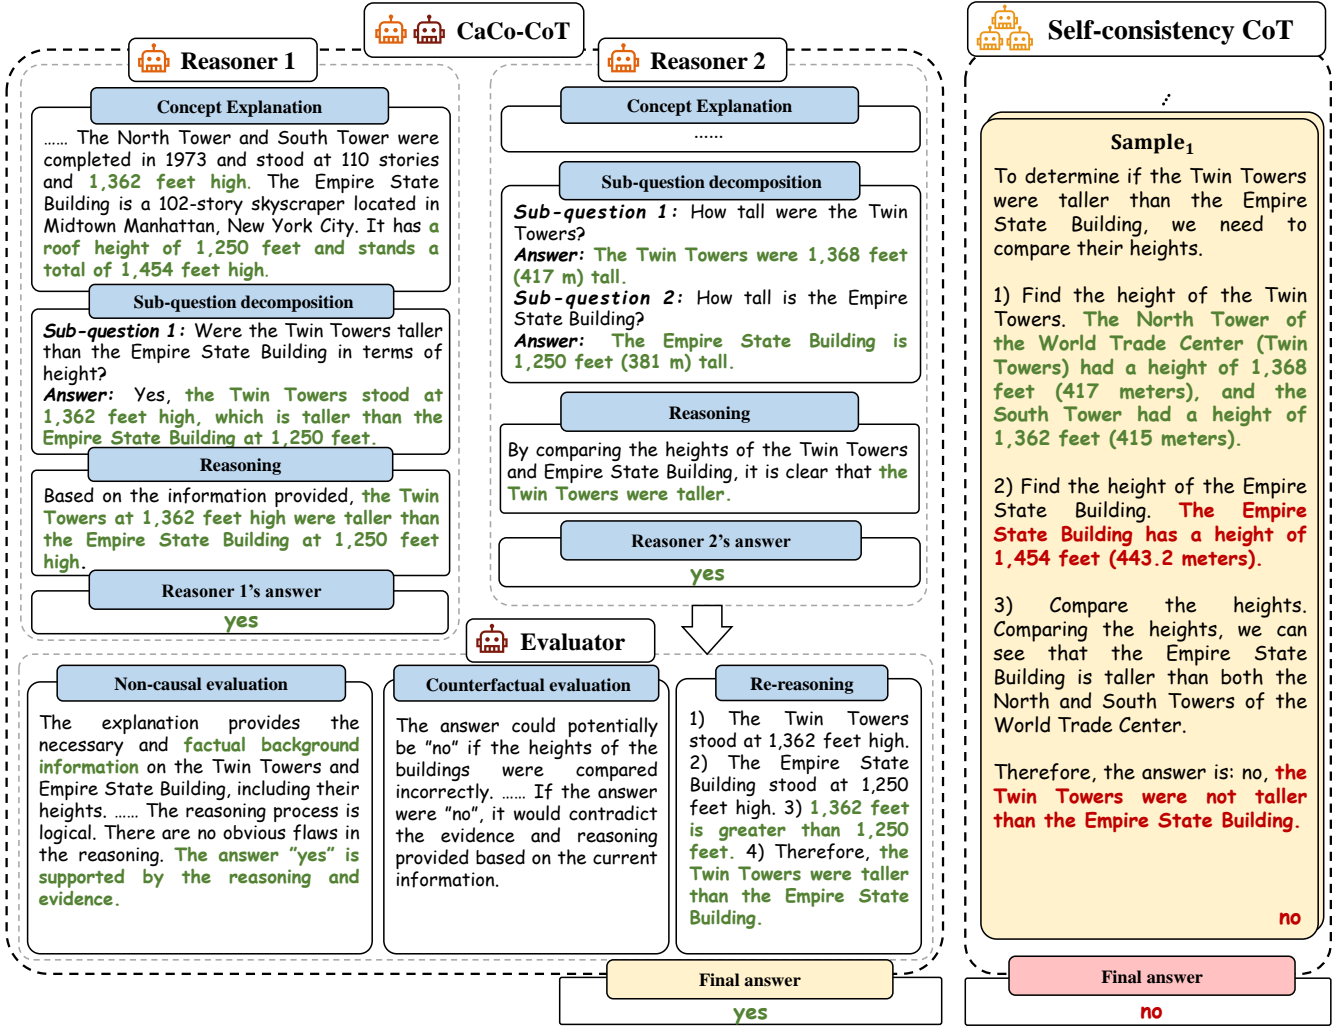 CaCo-CoT
Reasoner 1
Concept Explanation
...... The North Tower and South Tower were
completed in 1973 and stood at 110 stories
and 1,362 feet high. The Empire State
Building is a 102-story skyscraper located in
Midtown Manhattan, New York City. It has a
roof height of 1,250 feet and stands a
total of 1,454 feet high.
Sub-question decomposition
Sub-question 1: Were the Twin Towers taller
than the Empire State Building in terms of
height?
Answer: Yes, the Twin Towers stood at
1,362 feet high, which is taller than the
Empire State Building at 1,250 feet.
Reasoning
Based on the information provided, the Twin
Towers at 1,362 feet high were taller than
the Empire State Building at 1,250 feet
high.
Reasoner 1's answer
yes
Reasoner 2
Concept Explanation
......
Sub-question decomposition
Sub-question 1: How tall were the Twin
Towers?
Answer: The Twin Towers were 1,368 feet
(417 m) tall.
Sub-question 2: How tall is the Empire
State Building?
Answer: The Empire State Building is
1,250 feet (381 m) tall.
Reasoning
By comparing the heights of the Twin Towers
and Empire State Building, it is clear that the
Twin Towers were taller.
Reasoner 2's answer
yes
Evaluator
Non-causal evaluation
The explanation provides the
necessary and factual background
information on the Twin Towers and
Empire State Building, including their
heights. ...... The reasoning process is
logical. There are no obvious flaws in
the reasoning. The answer "yes" is
supported by the reasoning and
evidence.
Counterfactual evaluation
The answer could potentially
be "no" if the heights of the
buildings were compared
incorrectly. ...... If the answer
were "no", it would contradict
the evidence and reasoning
provided based on the current
information.
Re-reasoning
1) The Twin Towers
stood at 1,362 feet high.
2) The Empire State
Building stood at 1,250
feet high. 3) 1,362 feet
is greater than 1,250
feet. 4) Therefore, the
Twin Towers were taller
than the Empire State
Building.
Final answer
yes
Self-consistency CoT
...
Sample1
To determine if the Twin Towers
were taller than the Empire
State Building, we need to
compare their heights.
1) Find the height of the Twin
Towers. The North Tower of
the World Trade Center (Twin
Towers) had a height of 1,368
feet (417 meters), and the
South Tower had a height of
1,362 feet (415 meters).
2) Find the height of the Empire
State Building. The Empire
State Building has a height of
1,454 feet (443.2 meters).
3) Compare the heights.
Comparing the heights, we can
see that the Empire State
Building is taller than both the
North and South Towers of the
World Trade Center.
Therefore, the answer is: no, the
Twin Towers were not taller
than the Empire State Building.
no
Final answer
no